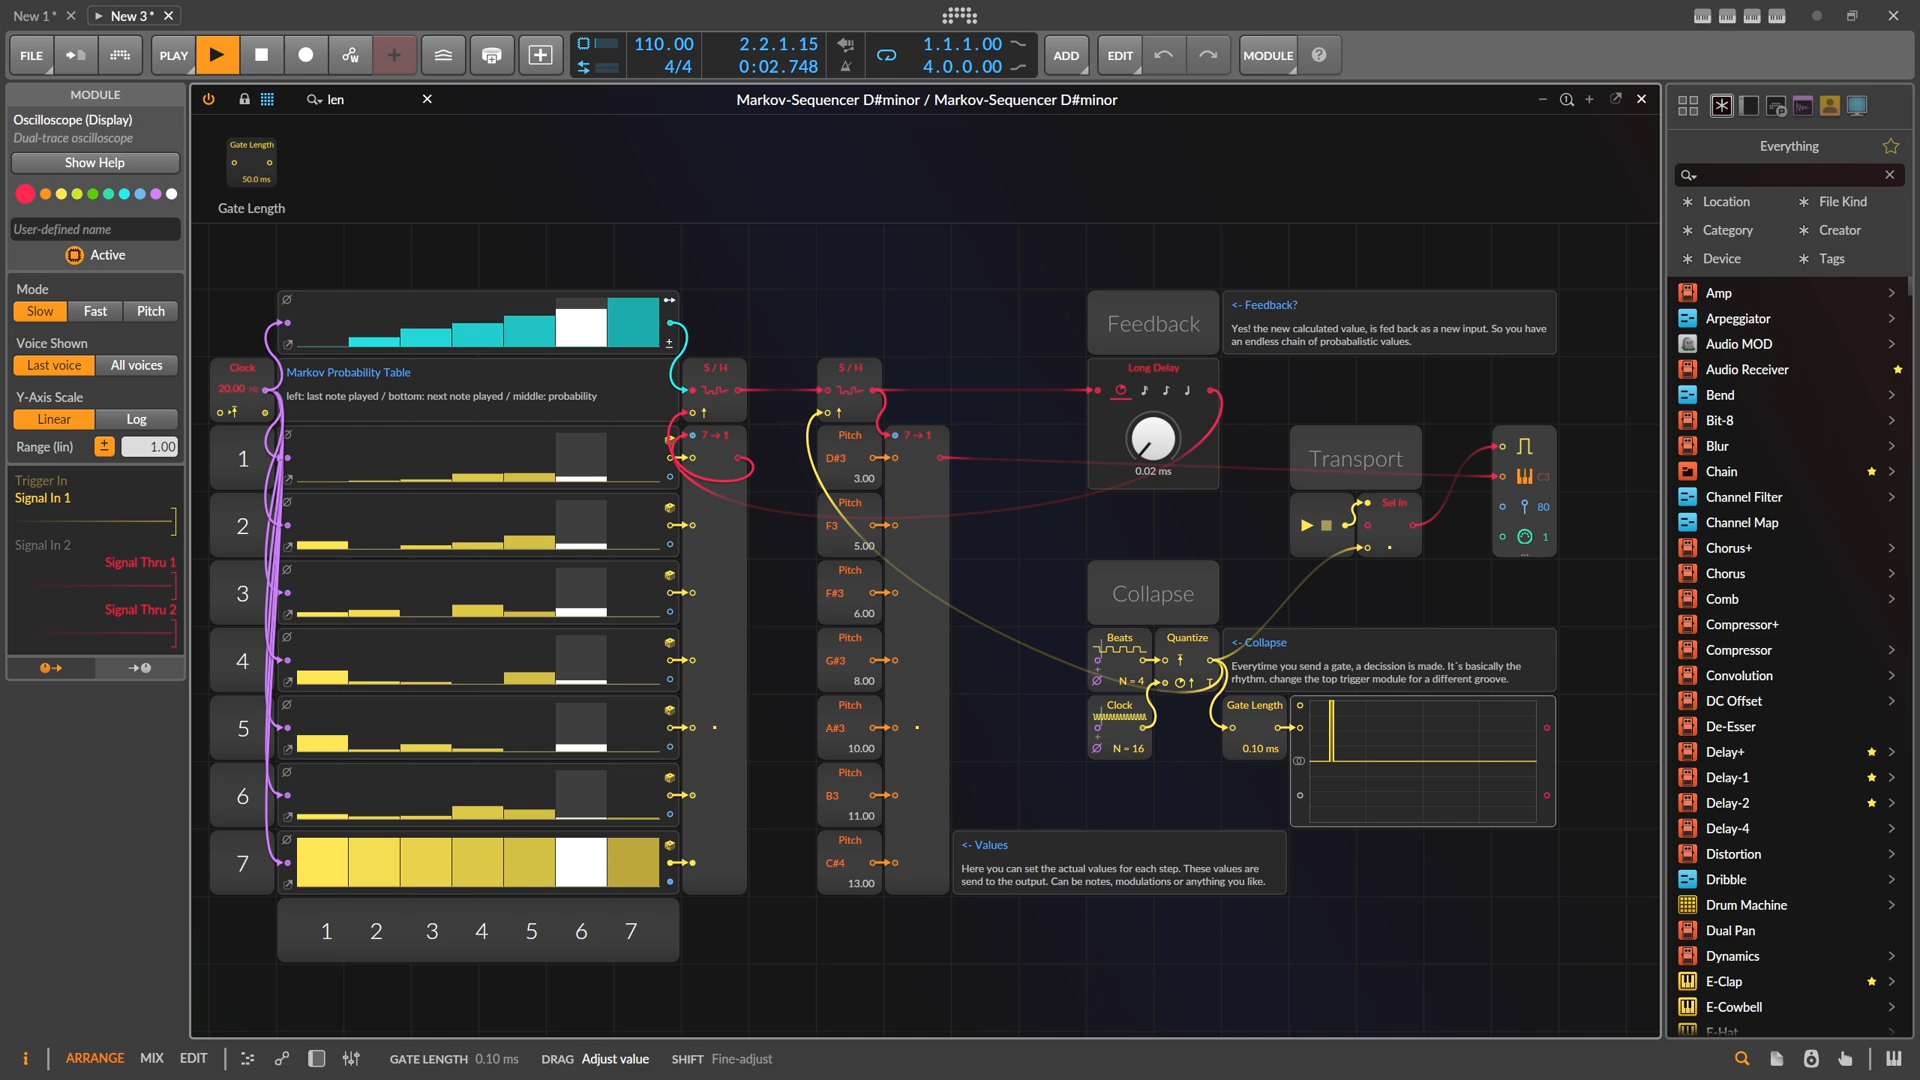 New 1*
New 3*
FILE
PLAY
110.00
4/4
2.2.1.15
0:02.748
1.1.1.00
4.0.0.00
ADD
EDIT
MODULE
MODULE
Oscilloscope (Display)
Dual-trace oscilloscope
Show Help
User-defined name
Active
Mode
Slow Fast Pitch
Voice Shown
Last voice All voices
Y-Axis Scale
Linear Log
Range (lin) 1.00
Trigger In
Signal In 1
Signal In 2
Signal Thru 1
Signal Thru 2
len
Markov-Sequencer D#minor / Markov-Sequencer D#minor
Gate Length
50.0 ms
Gate Length
Clock
20.00 Hz
Markov Probability Table
left: last note played / bottom: next note played / middle: probability
1
2
3
4
5
6
7
1 2 3 4 5 6 7
S / H
7 → 1
S / H
7 → 1
Pitch
D#3
3.00
Pitch
F3
5.00
Pitch
F#3
6.00
Pitch
G#3
8.00
Pitch
A#3
10.00
Pitch
B3
11.00
Pitch
C#4
13.00
Feedback
<- Feedback?
Yes! the new calculated value, is fed back as a new input. So you have
an endless chain of probabalistic values.
Long Delay
0.02 ms
Transport
Sel In
C3
80
1
Collapse
Beats
N = 4
Quantize
T
Clock
N = 16
<- Collapse
Everytime you send a gate, a decission is made. It´s basically the
rhythm. change the top trigger module for a different groove.
Gate Length
0.10 ms
<- Values
Here you can set the actual values for each step. These values are
send to the output. Can be notes, modulations or anything you like.
Everything
Location
File Kind
Category
Creator
Device
Tags
Amp
Arpeggiator
Audio MOD
Audio Receiver
Bend
Bit-8
Blur
Chain
Channel Filter
Channel Map
Chorus+
Chorus
Comb
Compressor+
Compressor
Convolution
DC Offset
De-Esser
Delay+
Delay-1
Delay-2
Delay-4
Distortion
Dribble
Drum Machine
Dual Pan
Dynamics
E-Clap
E-Cowbell
E-Hat
i
ARRANGE MIX EDIT
GATE LENGTH 0.10 ms
DRAG Adjust value
SHIFT Fine-adjust